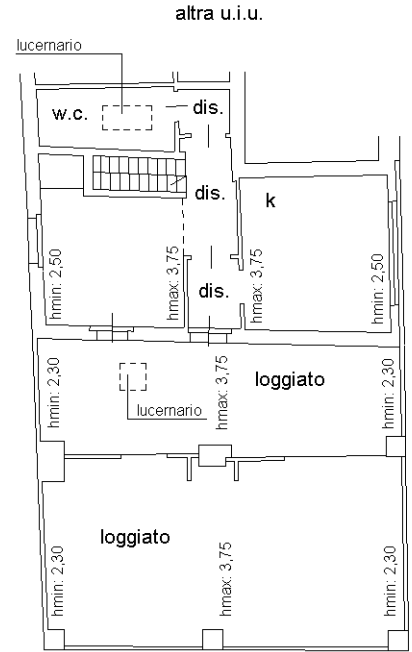 altra u.i.u.
lucernario
w.c.
dis.
dis.
k
hmin: 2,50
hmax: 3,75
hmax: 3,75
hmin: 2,50
dis.
hmin: 2,30
hmax: 3,75
loggiato
hmin: 2,30
lucernario
loggiato
hmin: 2,30
hmax: 3,75
hmin: 2,30